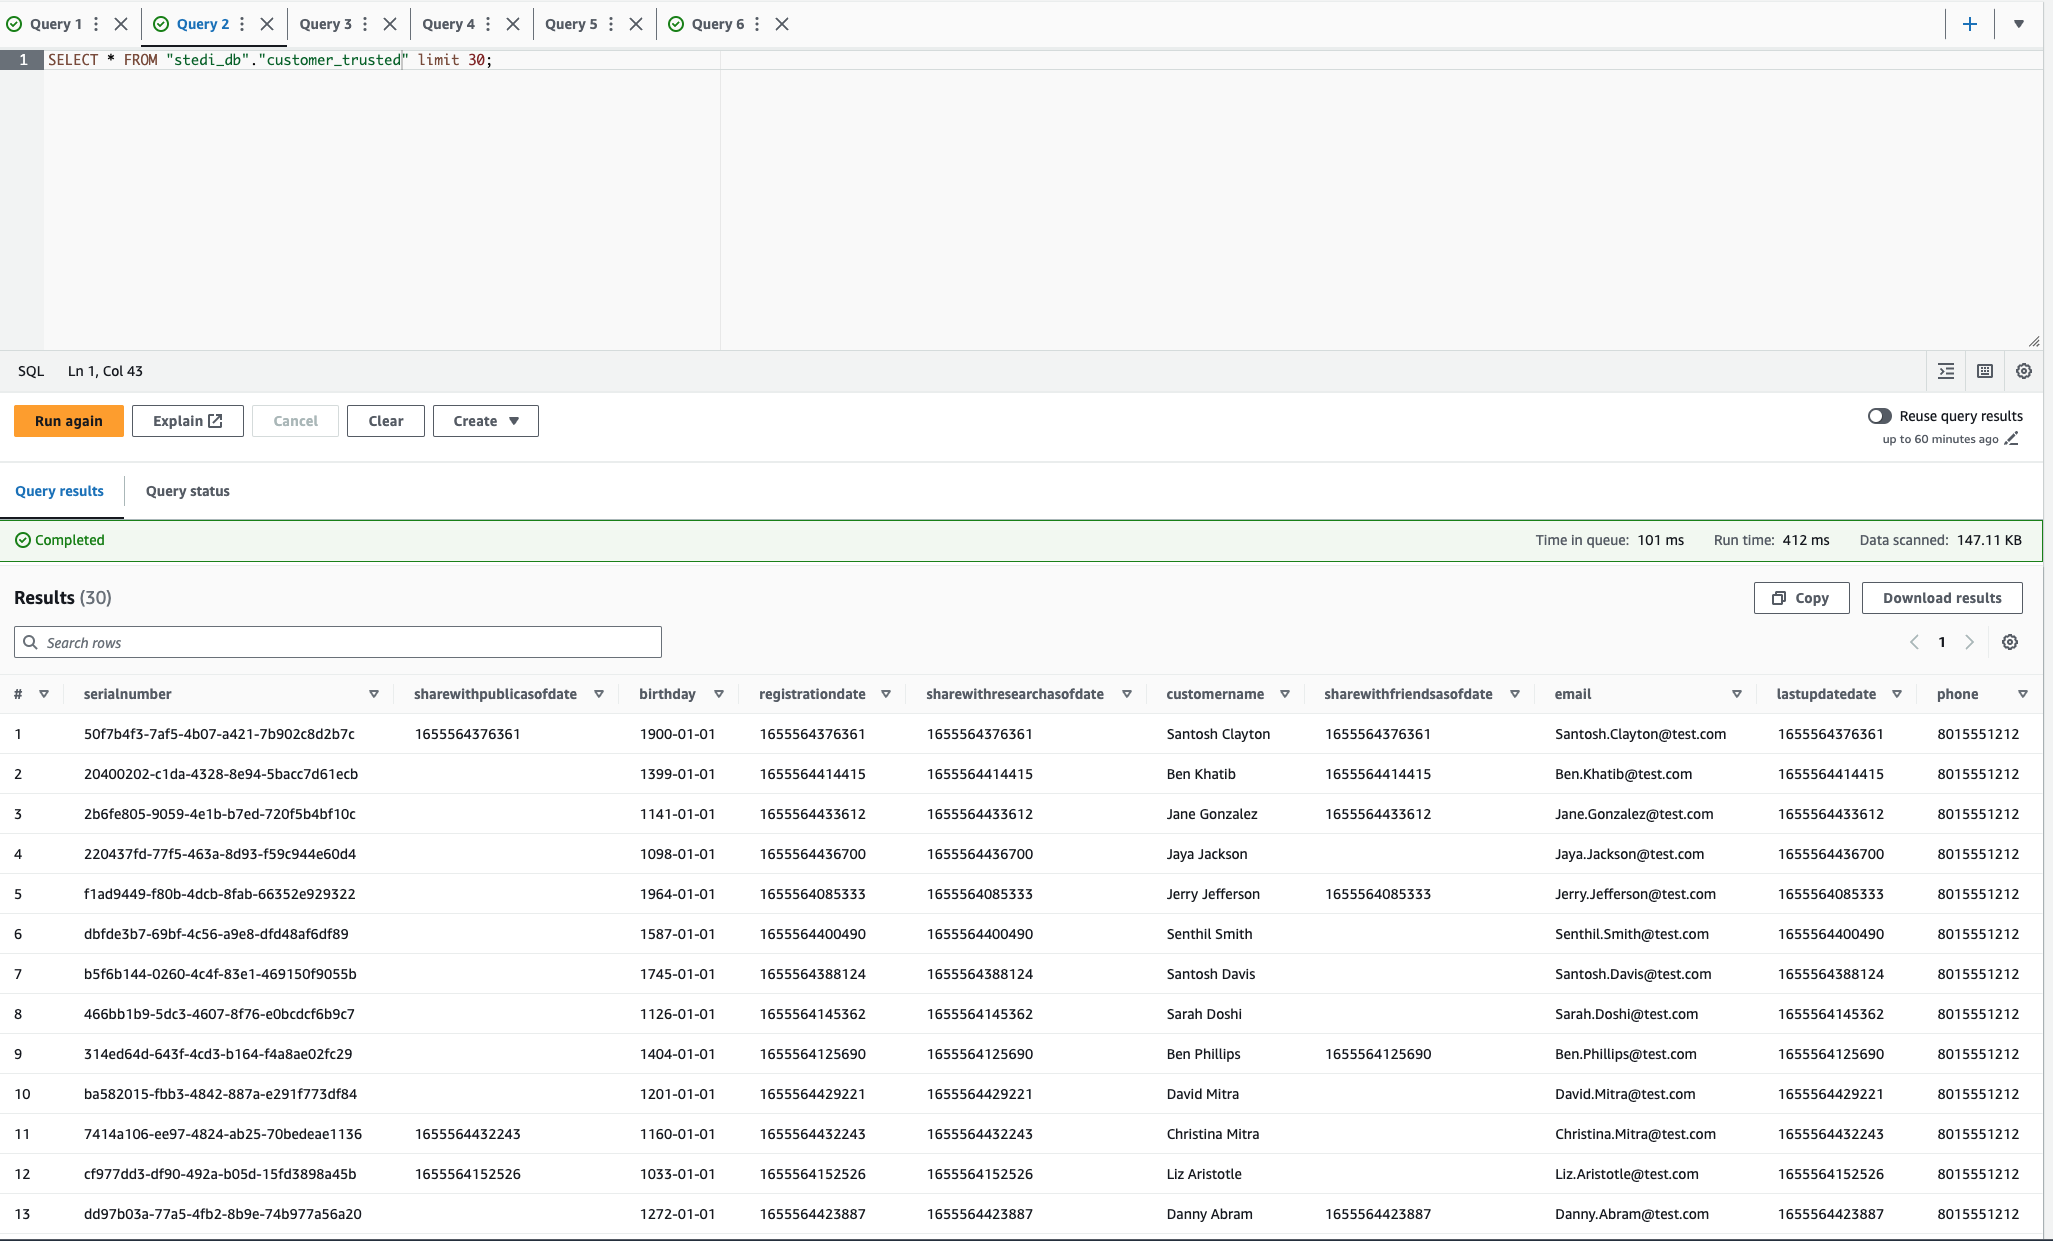 Query 1 Query 2 Query 3 Query 4 Query 5 Query 6
1 SELECT * FROM "stedi_db"."customer_trusted" limit 30;
SQL Ln 1, Col 43
Run again Explain Cancel Clear Create Reuse query results
up to 60 minutes ago
Query results Query status
Completed Time in queue: 101 ms Run time: 412 ms Data scanned: 147.11 KB
Results (30) Copy Download results
Search rows 1
# serialnumber sharewithpublicasofdate birthday registrationdate sharewithresearchasofdate customername sharewithfriendsasofdate email lastupdatedate phone
1 50f7b4f3-7af5-4b07-a421-7b902c8d2b7c 1655564376361 1900-01-01 1655564376361 1655564376361 Santosh Clayton 1655564376361 Santosh.Clayton@test.com 1655564376361 8015551212
2 20400202-c1da-4328-8e94-5bacc7d61ecb 1399-01-01 1655564414415 1655564414415 Ben Khatib 1655564414415 Ben.Khatib@test.com 1655564414415 8015551212
3 2b6fe805-9059-4e1b-b7ed-720f5b4bf10c 1141-01-01 1655564433612 1655564433612 Jane Gonzalez 1655564433612 Jane.Gonzalez@test.com 1655564433612 8015551212
4 220437fd-77f5-463a-8d93-f59c944e60d4 1098-01-01 1655564436700 1655564436700 Jaya Jackson Jaya.Jackson@test.com 1655564436700 8015551212
5 f1ad9449-f80b-4dcb-8fab-66352e929322 1964-01-01 1655564085333 1655564085333 Jerry Jefferson 1655564085333 Jerry.Jefferson@test.com 1655564085333 8015551212
6 dbfde3b7-69bf-4c56-a9e8-dfd48af6df89 1587-01-01 1655564400490 1655564400490 Senthil Smith Senthil.Smith@test.com 1655564400490 8015551212
7 b5f6b144-0260-4c4f-83e1-469150f9055b 1745-01-01 1655564388124 1655564388124 Santosh Davis Santosh.Davis@test.com 1655564388124 8015551212
8 466bb1b9-5dc3-4607-8f76-e0bcdcf6b9c7 1126-01-01 1655564145362 1655564145362 Sarah Doshi Sarah.Doshi@test.com 1655564145362 8015551212
9 314ed64d-643f-4cd3-b164-f4a8ae02fc29 1404-01-01 1655564125690 1655564125690 Ben Phillips 1655564125690 Ben.Phillips@test.com 1655564125690 8015551212
10 ba582015-fbb3-4842-887a-e291f773df84 1201-01-01 1655564429221 1655564429221 David Mitra David.Mitra@test.com 1655564429221 8015551212
11 7414a106-ee97-4824-ab25-70bedeae1136 1655564432243 1160-01-01 1655564432243 1655564432243 Christina Mitra Christina.Mitra@test.com 1655564432243 8015551212
12 cf977dd3-df90-492a-b05d-15fd3898a45b 1655564152526 1033-01-01 1655564152526 1655564152526 Liz Aristotle Liz.Aristotle@test.com 1655564152526 8015551212
13 dd97b03a-77a5-4fb2-8b9e-74b977a56a20 1272-01-01 1655564423887 1655564423887 Danny Abram 1655564423887 Danny.Abram@test.com 1655564423887 8015551212